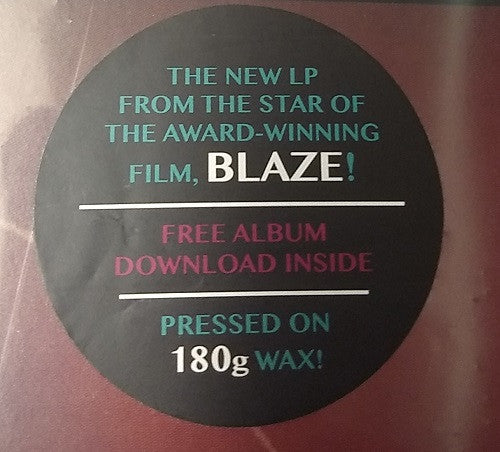 THE NEW LP
FROM THE STAR OF
THE AWARD-WINNING
FILM, BLAZE!
FREE ALBUM
DOWNLOAD INSIDE
PRESSED ON
180g WAX!